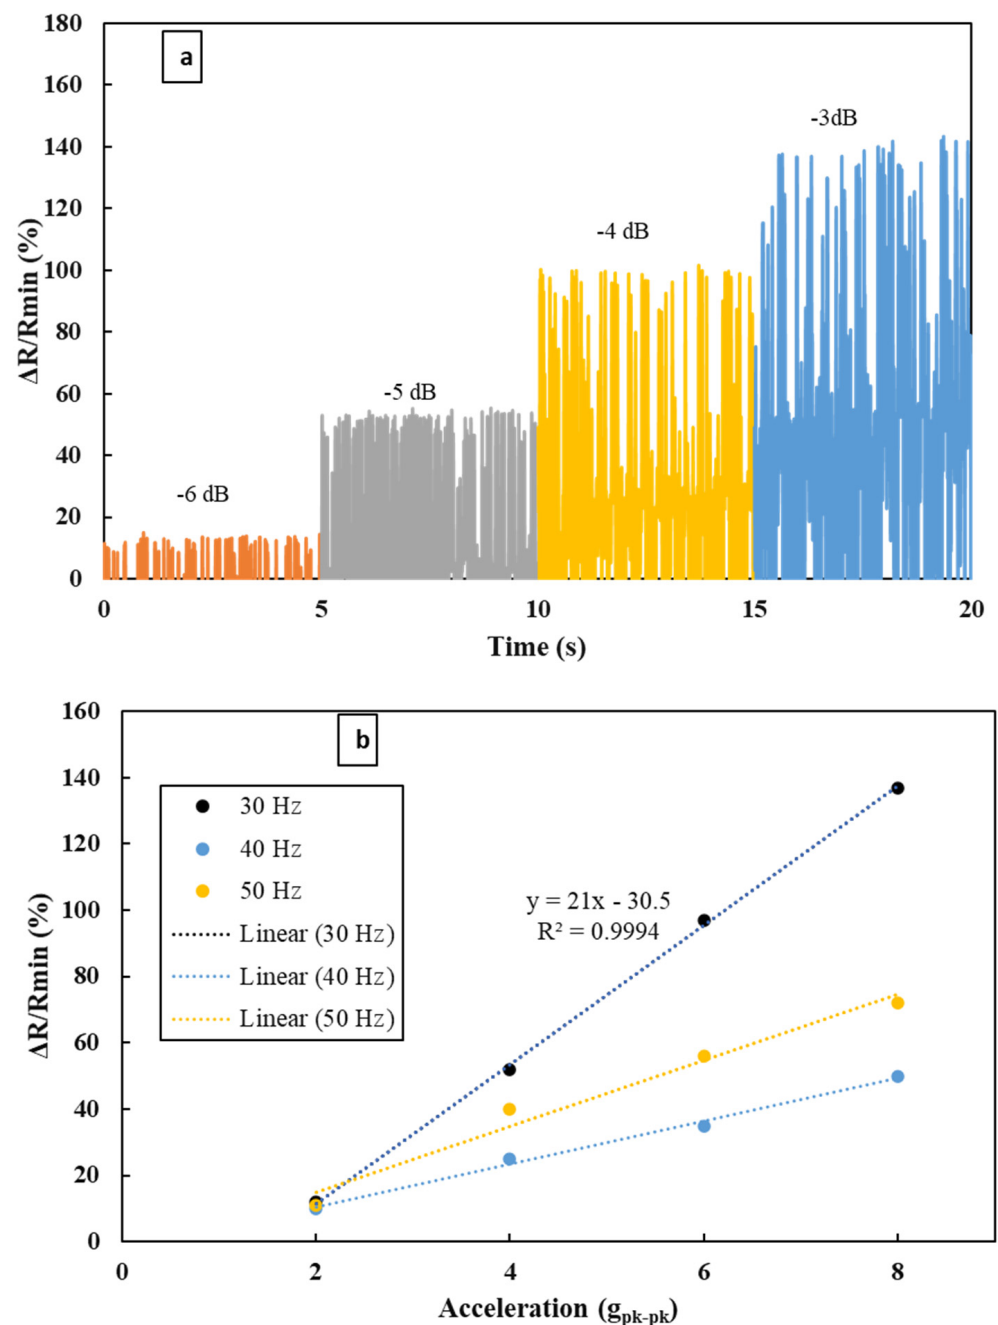 a
180
160
140
120
100
80
60
40
20
0
ΔR/Rmin (%)
-6 dB
-5 dB
-4 dB
-3dB
0 5 10 15 20
Time (s)
b
160
140
120
100
80
60
40
20
0
ΔR/Rmin (%)
30 Hz
40 Hz
50 Hz
Linear (30 Hz)
Linear (40 Hz)
Linear (50 Hz)
y = 21x - 30.5
R² = 0.9994
0 2 4 6 8
Acceleration (gpk-pk)